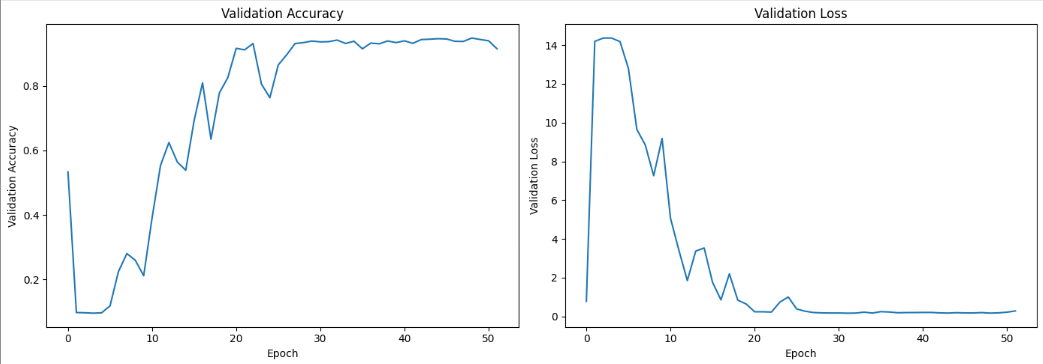 Validation Accuracy
Validation Accuracy
0.8
0.6
0.4
0.2
0 10 20 30 40 50
Epoch
Validation Loss
Validation Loss
14
12
10
8
6
4
2
0
0 10 20 30 40 50
Epoch